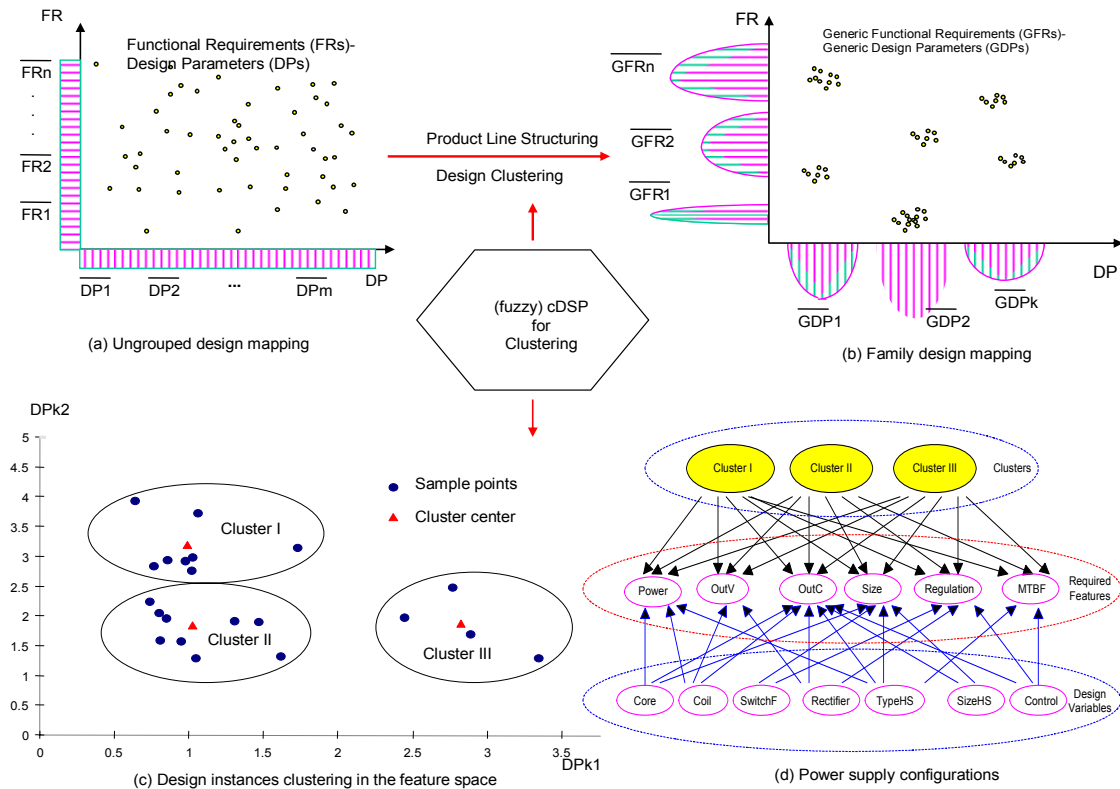 FR
Functional Requirements (FRs)-
Design Parameters (DPs)
FRn
.
.
.
.
FR2
FR1
DP1
DP2
...
DPm
DP
(a) Ungrouped design mapping
Product Line Structuring
Design Clustering
(fuzzy) cDSP
for
Clustering
FR
Generic Functional Requirements (GFRs)-
Generic Design Parameters (GDPs)
GFRn
GFR2
GFR1
GDP1
GDP2
GDPk
DP
(b) Family design mapping
DPk2
5
4.5
4
3.5
3
2.5
2
1.5
1
0.5
0
0
0.5
1
1.5
2
2.5
3
3.5
DPk1
Sample points
Cluster center
Cluster I
Cluster II
Cluster III
(c) Design instances clustering in the feature space
Cluster I
Cluster II
Cluster III
Clusters
Power
OutV
OutC
Size
Regulation
MTBF
Required
Features
Core
Coil
SwitchF
Rectifier
TypeHS
SizeHS
Control
Design
Variables
(d) Power supply configurations